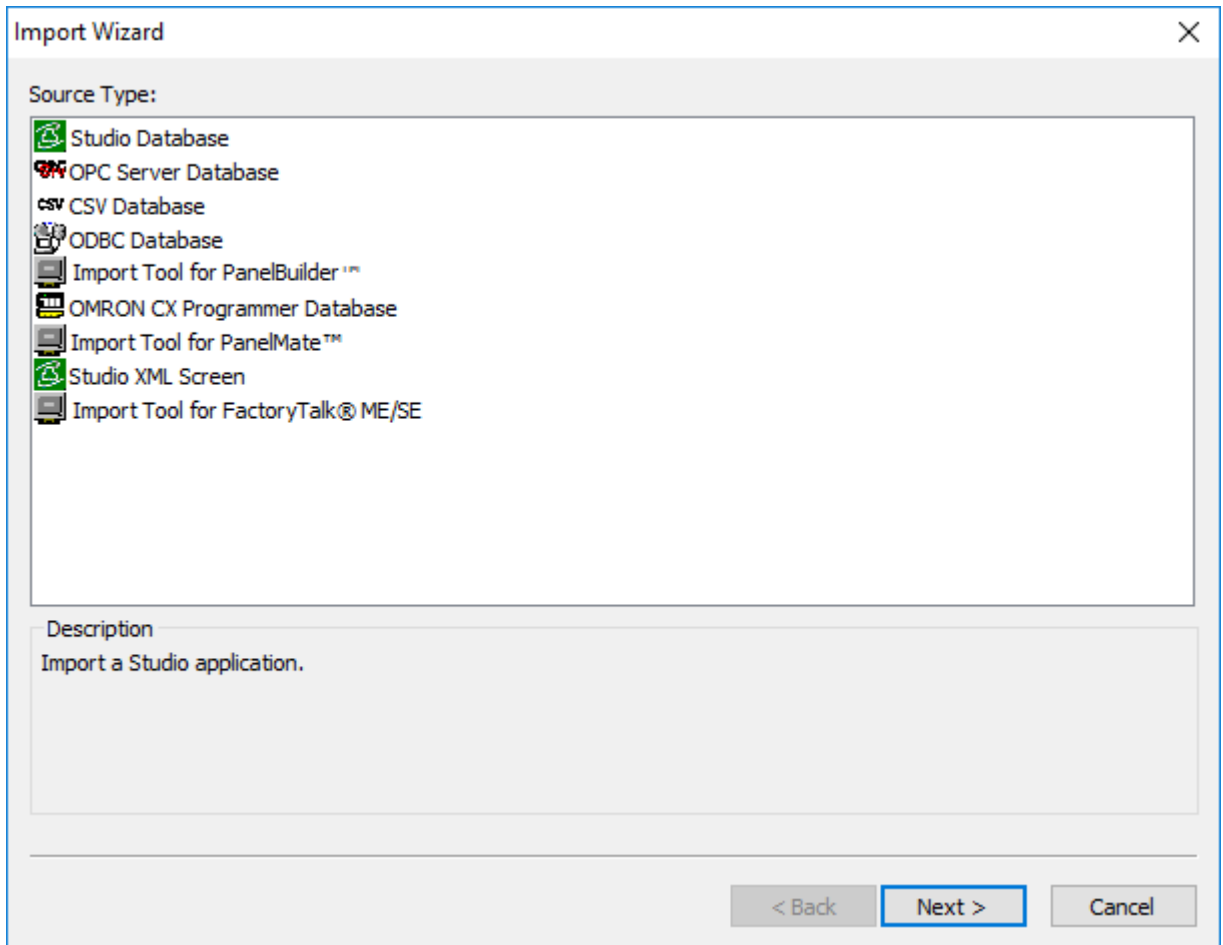 Import Wizard
Source Type:
Studio Database
OPC Server Database
CSV CSV Database
ODBC Database
Import Tool for PanelBuilder™
OMRON CX Programmer Database
Import Tool for PanelMate™
Studio XML Screen
Import Tool for FactoryTalk® ME/SE
Description
Import a Studio application.
< Back Next > Cancel